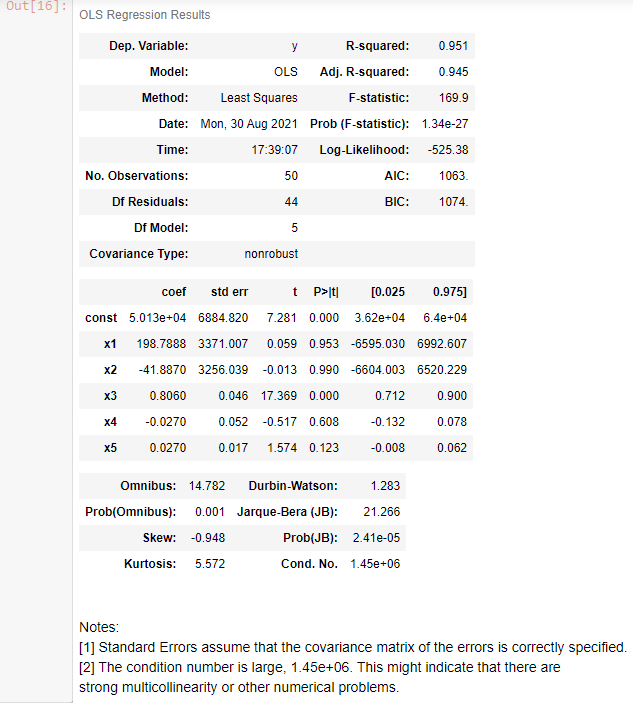 Out[16]:
OLS Regression Results
Dep. Variable: y R-squared: 0.951
Model: OLS Adj. R-squared: 0.945
Method: Least Squares F-statistic: 169.9
Date: Mon, 30 Aug 2021 Prob (F-statistic): 1.34e-27
Time: 17:39:07 Log-Likelihood: -525.38
No. Observations: 50 AIC: 1063.
Df Residuals: 44 BIC: 1074.
Df Model: 5
Covariance Type: nonrobust
coef std err t P>|t| [0.025 0.975]
const 5.013e+04 6884.820 7.281 0.000 3.62e+04 6.4e+04
x1 198.7888 3371.007 0.059 0.953 -6595.030 6992.607
x2 -41.8870 3256.039 -0.013 0.990 -6604.003 6520.229
x3 0.8060 0.046 17.369 0.000 0.712 0.900
x4 -0.0270 0.052 -0.517 0.608 -0.132 0.078
x5 0.0270 0.017 1.574 0.123 -0.008 0.062
Omnibus: 14.782 Durbin-Watson: 1.283
Prob(Omnibus): 0.001 Jarque-Bera (JB): 21.266
Skew: -0.948 Prob(JB): 2.41e-05
Kurtosis: 5.572 Cond. No. 1.45e+06
Notes:
[1] Standard Errors assume that the covariance matrix of the errors is correctly specified.
[2] The condition number is large, 1.45e+06. This might indicate that there are
strong multicollinearity or other numerical problems.